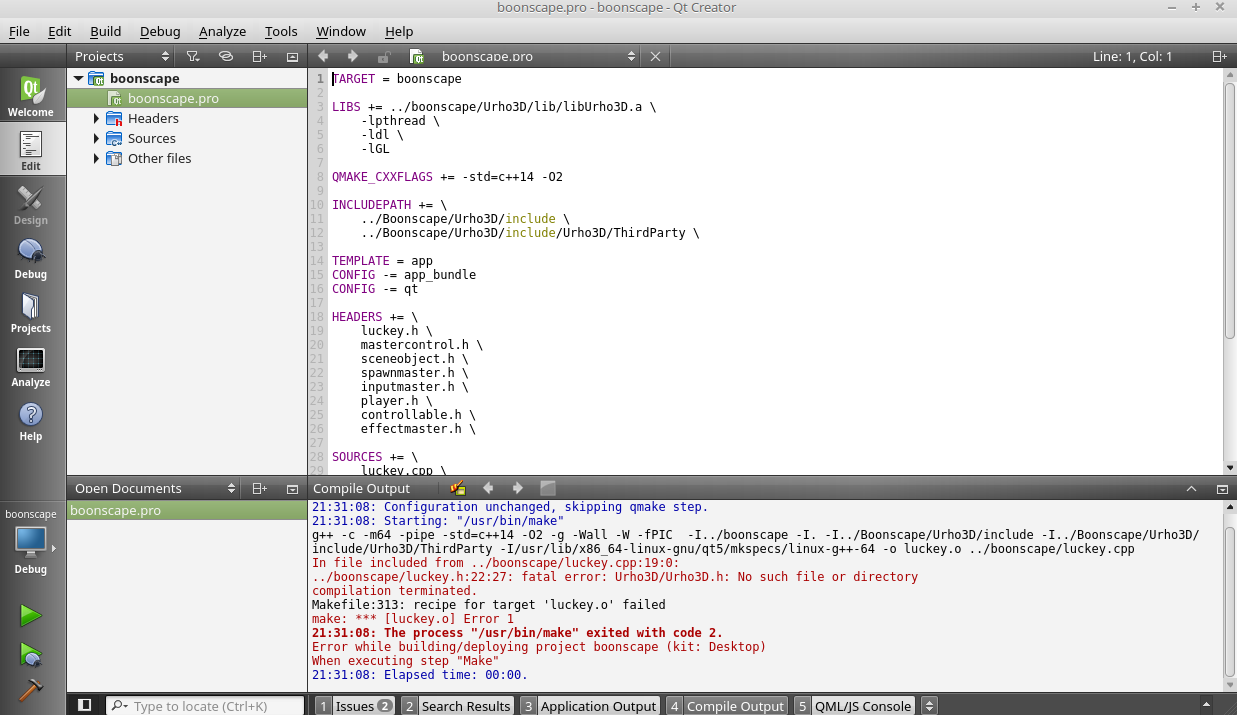 boonscape.pro - boonscape - Qt Creator
File Edit Build Debug Analyze Tools Window Help
Projects
boonscape.pro
Line: 1, Col: 1
Welcome
Edit
Design
Debug
Projects
Analyze
Help
boonscape
boonscape.pro
Headers
Sources
Other files
1 TARGET = boonscape
2
3 LIBS += ../boonscape/Urho3D/lib/libUrho3D.a \
4 -lpthread \
5 -ldl \
6 -lGL
7
8 QMAKE_CXXFLAGS += -std=c++14 -O2
9
10 INCLUDEPATH += \
11 ../Boonscape/Urho3D/include \
12 ../Boonscape/Urho3D/include/Urho3D/ThirdParty \
13
14 TEMPLATE = app
15 CONFIG -= app_bundle
16 CONFIG -= qt
17
18 HEADERS += \
19 luckey.h \
20 mastercontrol.h \
21 sceneobject.h \
22 spawnmaster.h \
23 inputmaster.h \
24 player.h \
25 controllable.h \
26 effectmaster.h \
27
28 SOURCES += \
29 luckey.cpp \
Open Documents
boonscape.pro
boonscape
Debug
Compile Output
21:31:08: Configuration unchanged, skipping qmake step.
21:31:08: Starting: "/usr/bin/make"
g++ -c -m64 -pipe -std=c++14 -O2 -g -Wall -W -fPIC  -I../boonscape -I. -I../Boonscape/Urho3D/include -I../Boonscape/Urho3D/
include/Urho3D/ThirdParty -I/usr/lib/x86_64-linux-gnu/qt5/mkspecs/linux-g++-64 -o luckey.o ../boonscape/luckey.cpp
In file included from ../boonscape/luckey.cpp:19:0:
../boonscape/luckey.h:22:27: fatal error: Urho3D/Urho3D.h: No such file or directory
compilation terminated.
Makefile:313: recipe for target 'luckey.o' failed
make: *** [luckey.o] Error 1
21:31:08: The process "/usr/bin/make" exited with code 2.
Error while building/deploying project boonscape (kit: Desktop)
When executing step "Make"
21:31:08: Elapsed time: 00:00.
Type to locate (Ctrl+K)
1 Issues 2
2 Search Results
3 Application Output
4 Compile Output
5 QML/JS Console